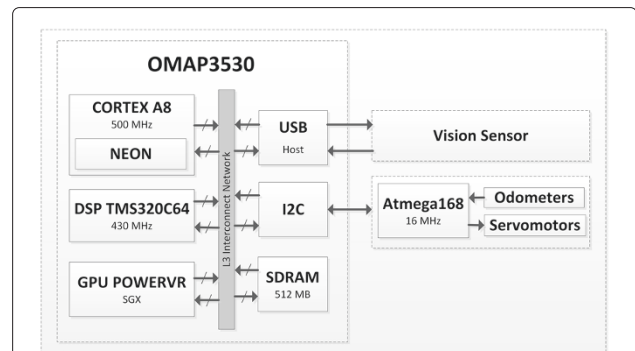 OMAP3530
CORTEX A8
500 MHz
NEON
DSP TMS320C64
430 MHz
GPU POWERVR
SGX
L3 Interconnect Network
USB
Host
I2C
SDRAM
512 MB
Vision Sensor
Atmega168
16 MHz
Odometers
Servomotors